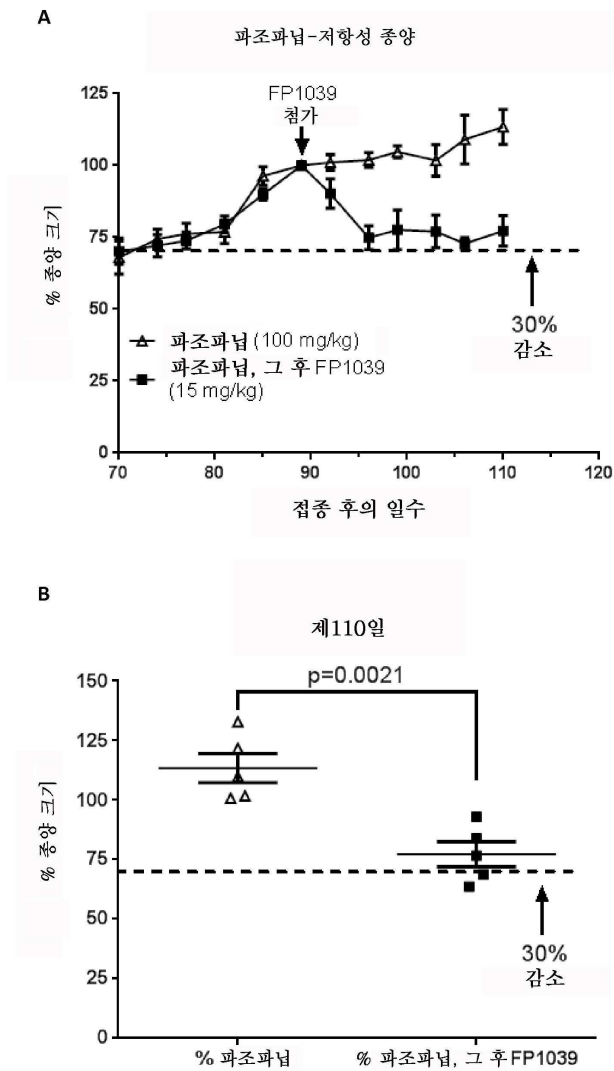 A
파조파닙-저항성 종양
FP1039
첨가
125
100
75
50
25
0
% 종양 크기
파조파닙 (100 mg/kg)
파조파닙, 그 후 FP1039
(15 mg/kg)
30%
감소
70 80 90 100 110 120
접종 후의 일수
B
제110일
p=0.0021
150
125
100
75
50
25
0
% 종양 크기
30%
감소
% 파조파닙 % 파조파닙, 그 후 FP1039